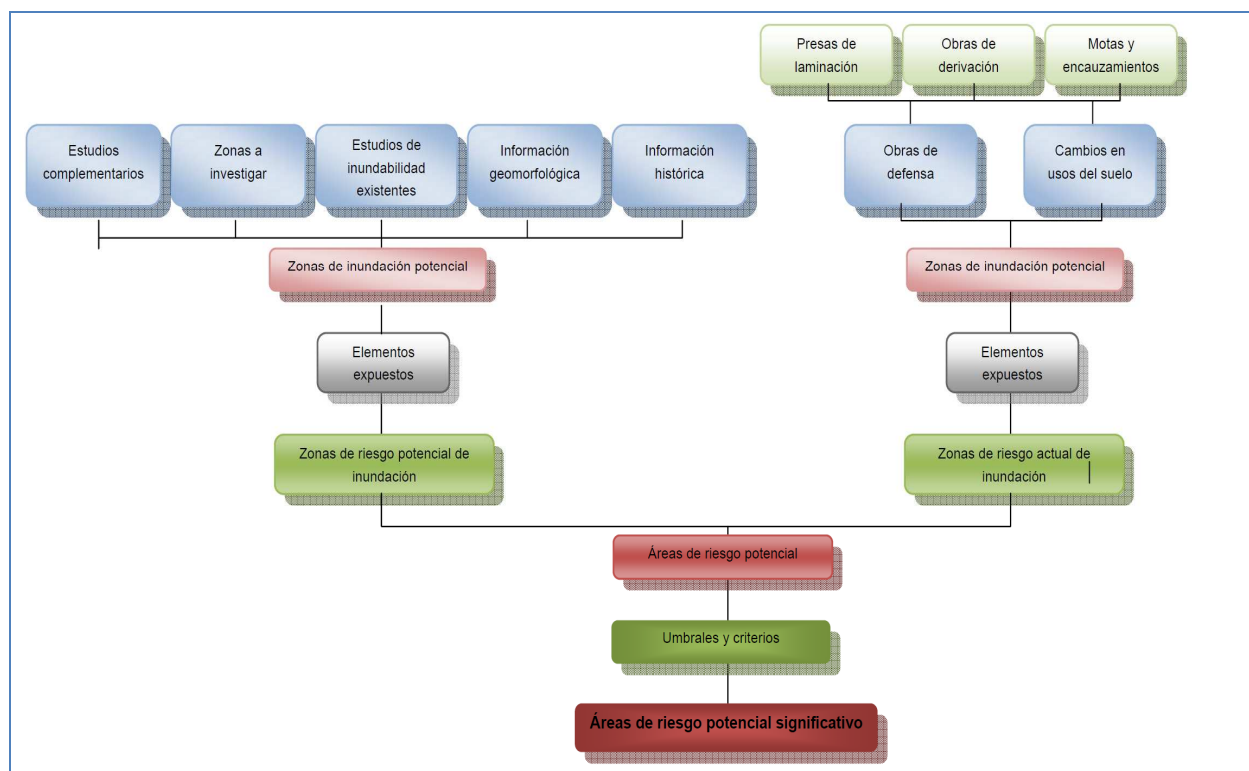 Presas de
laminación
Obras de
derivación
Motas y
encauzamientos
Estudios
complementarios
Zonas a
investigar
Estudios de
inundabilidad
existentes
Información
geomorfológica
Información
histórica
Obras de
defensa
Cambios en
usos del suelo
Zonas de inundación potencial
Zonas de inundación potencial
Elementos
expuestos
Elementos
expuestos
Zonas de riesgo potencial de
inundación
Zonas de riesgo actual de
inundación
Áreas de riesgo potencial
Umbrales y criterios
Áreas de riesgo potencial significativo